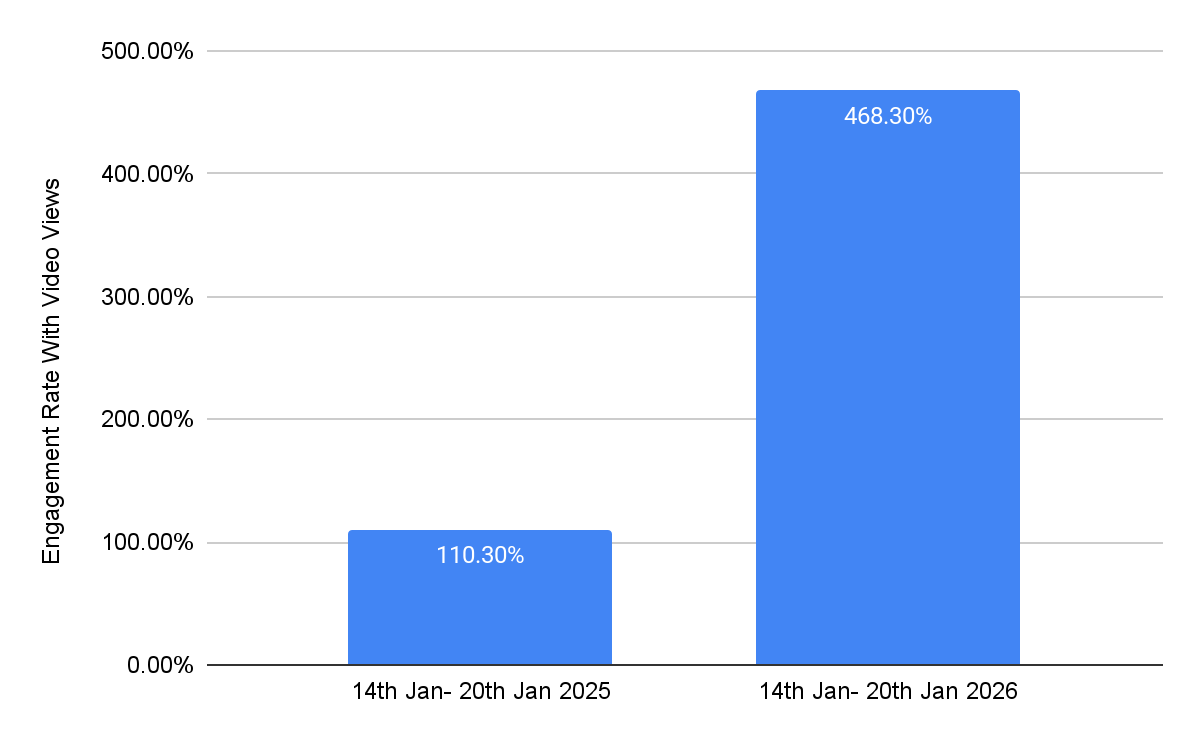 Engagement Rate With Video Views
500.00%
400.00%
300.00%
200.00%
100.00%
0.00%
468.30%
110.30%
14th Jan- 20th Jan 2025
14th Jan- 20th Jan 2026